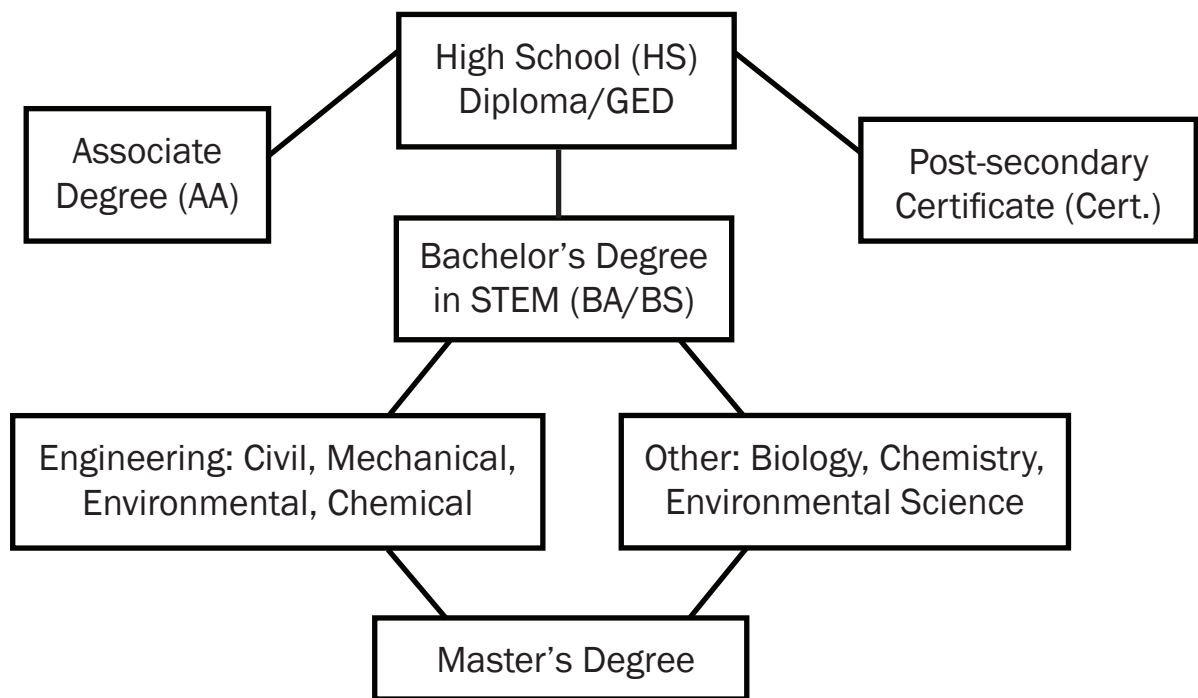 High School (HS)
Diploma/GED
Associate
Degree (AA)
Post-secondary
Certificate (Cert.)
Bachelor’s Degree
in STEM (BA/BS)
Engineering: Civil, Mechanical,
Environmental, Chemical
Other: Biology, Chemistry,
Environmental Science
Master’s Degree